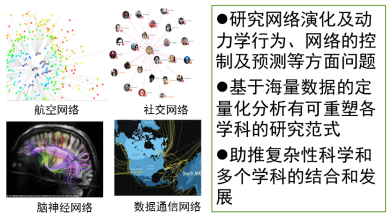 航空网络
社交网络
脑神经网络
数据通信网络
●研究网络演化及动
力学行为、网络的控
制及预测等方面问题
●基于海量数据的定
量化分析有可重塑各
学科的研究范式
●助推复杂性科学和
多个学科的结合和发
展